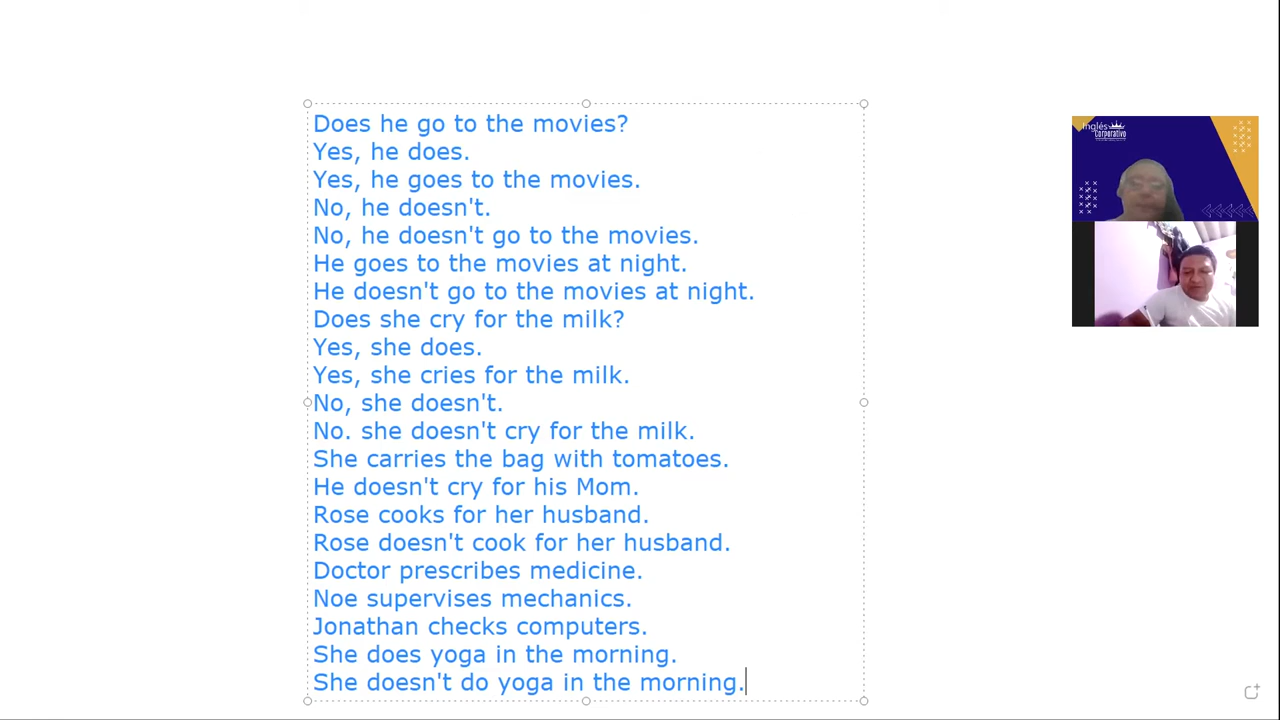 Does he go to the movies?
Yes, he does.
Yes, he goes to the movies.
No, he doesn't.
No, he doesn't go to the movies.
He goes to the movies at night.
He doesn't go to the movies at night.
Does she cry for the milk?
Yes, she does.
Yes, she cries for the milk.
No, she doesn't.
No. she doesn't cry for the milk.
She carries the bag with tomatoes.
He doesn't cry for his Mom.
Rose cooks for her husband.
Rose doesn't cook for her husband.
Doctor prescribes medicine.
Noe supervises mechanics.
Jonathan checks computers.
She does yoga in the morning.
She doesn't do yoga in the morning.
Inglés
Corporativo